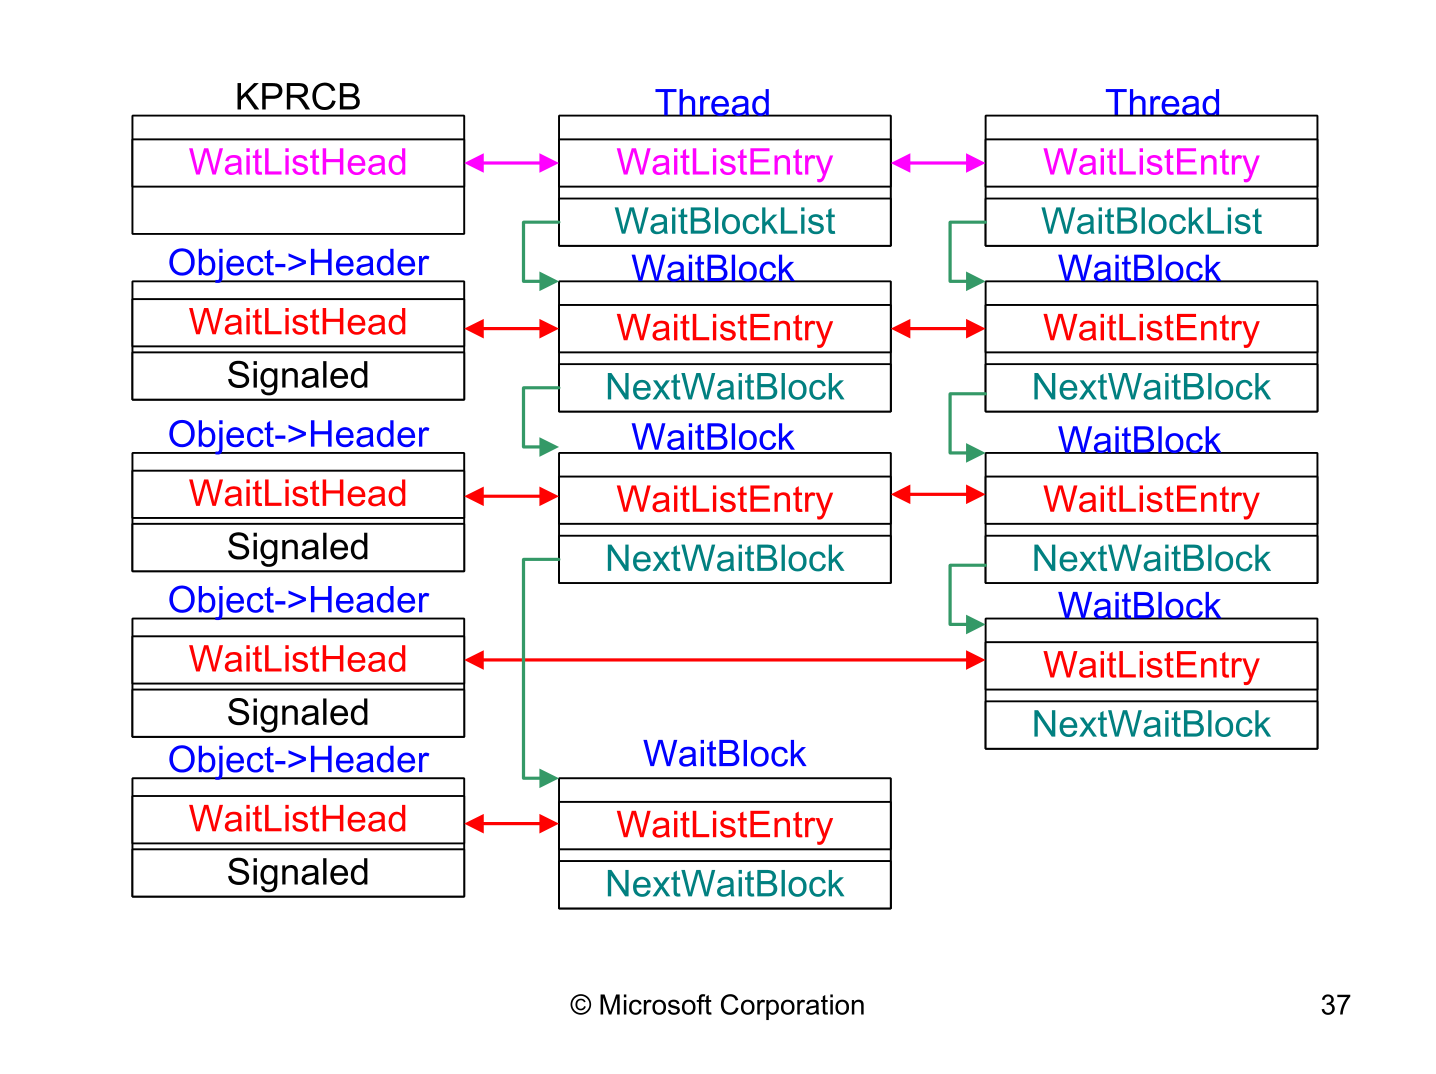 KPRCB
Thread
Thread
WaitListHead
WaitListEntry
WaitListEntry
WaitBlockList
WaitBlockList
Object->Header
WaitBlock
WaitBlock
WaitListHead
WaitListEntry
WaitListEntry
Signaled
NextWaitBlock
NextWaitBlock
Object->Header
WaitBlock
WaitBlock
WaitListHead
WaitListEntry
WaitListEntry
Signaled
NextWaitBlock
NextWaitBlock
Object->Header
WaitBlock
WaitListHead
WaitListEntry
Signaled
NextWaitBlock
Object->Header
WaitBlock
WaitListHead
WaitListEntry
Signaled
NextWaitBlock
© Microsoft Corporation
37